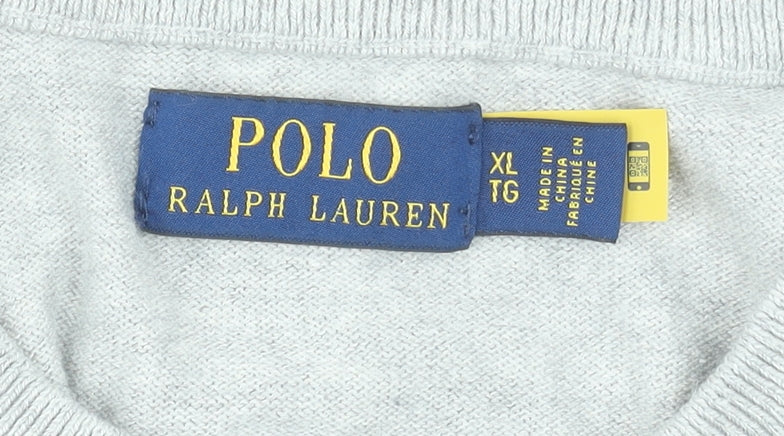 POLO
RALPH LAUREN
XL
TG
MADE IN
CHINA
FABRIQUÉ EN
CHINE